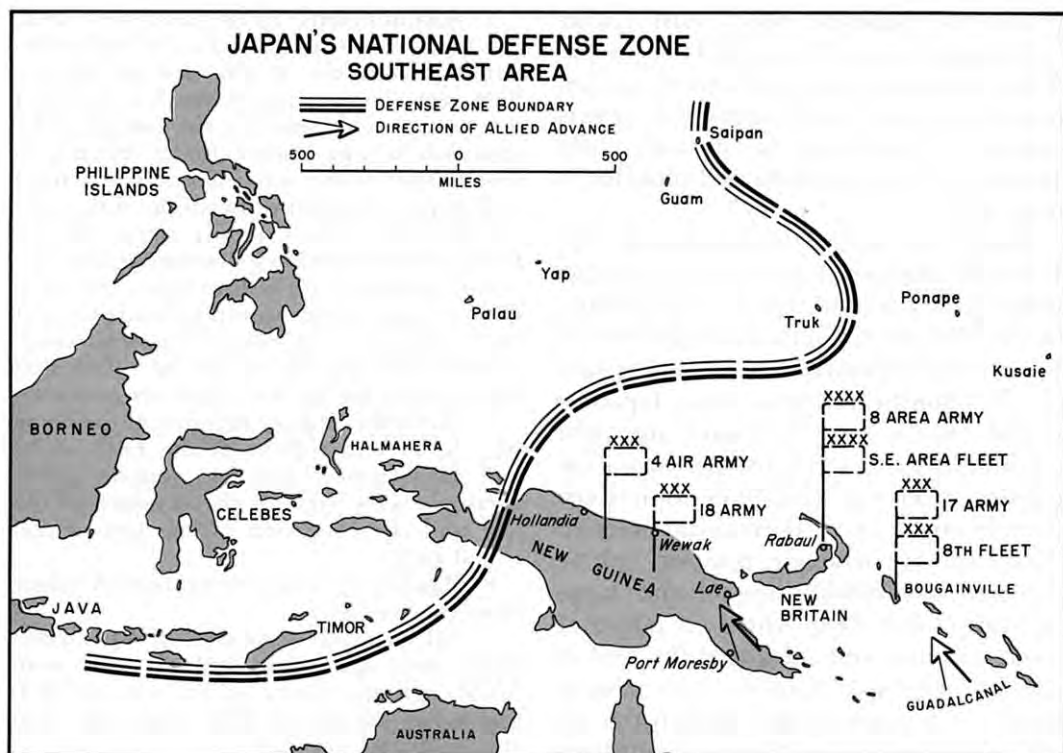 JAPAN'S NATIONAL DEFENSE ZONE
SOUTHEAST AREA
DEFENSE ZONE BOUNDARY
DIRECTION OF ALLIED ADVANCE
500 0 500
MILES
Saipan
PHILIPPINE
ISLANDS
Guam
Yap
Palau
Ponape
Truk
Kusaie
BORNEO
HALMAHERA
CELEBES
XXXX
8 AREA ARMY
XXXX
S.E. AREA FLEET
XXX
4 AIR ARMY
XXX
18 ARMY
XXX
17 ARMY
XXX
8TH FLEET
Hollandia
Wewak
Rabaul
NEW
GUINEA
Lae
NEW
BRITAIN
BOUGAINVILLE
JAVA
TIMOR
Port Moresby
GUADALCANAL
AUSTRALIA